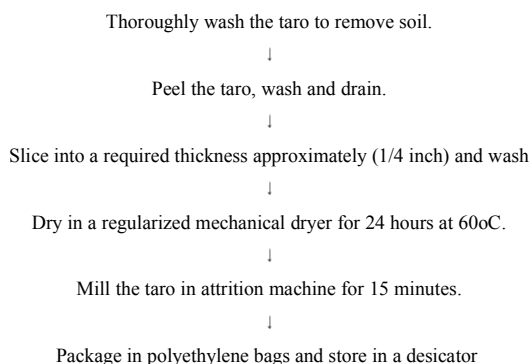 Thoroughly wash the taro to remove soil.
↓
Peel the taro, wash and drain.
↓
Slice into a required thickness approximately (1/4 inch) and wash
↓
Dry in a regularized mechanical dryer for 24 hours at 60oC.
↓
Mill the taro in attrition machine for 15 minutes.
↓
Package in polyethylene bags and store in a desicator